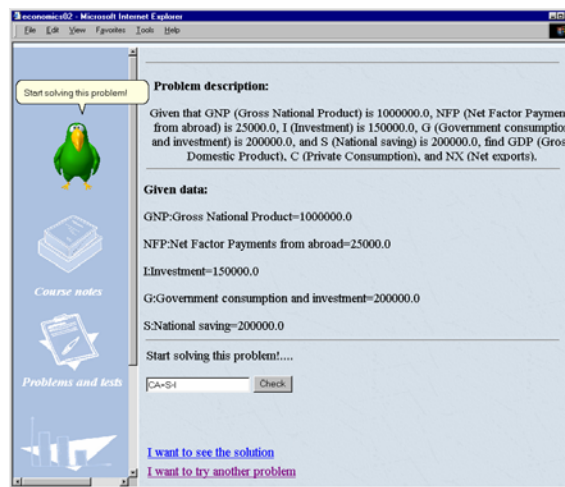 economics02 - Microsoft Internet Explorer
File Edit View Favorites Tools Help
Start solving this problem!
Problem description:
Given that GNP (Gross National Product) is 1000000.0, NFP (Net Factor Paymen
from abroad) is 25000.0, I (Investment) is 150000.0, G (Government consumption
and investment) is 200000.0, and S (National saving) is 200000.0, find GDP (Gros
Domestic Product), C (Private Consumption), and NX (Net exports).
Given data:
GNP:Gross National Product=1000000.0
NFP:Net Factor Payments from abroad=25000.0
I:Investment=150000.0
G:Government consumption and investment=200000.0
S:National saving=200000.0
Course notes
Start solving this problem!....
Problems and tests
CA=S-I Check
I want to see the solution
I want to try another problem